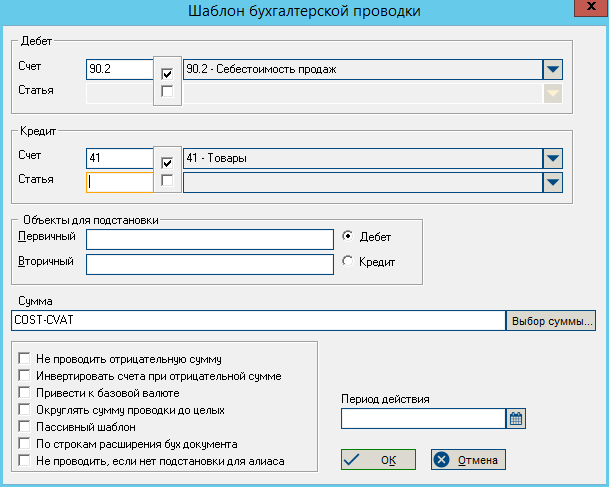 Шаблон бухгалтерской проводки
x
Дебет
Счет 90.2 90.2 - Себестоимость продаж
Статья
Кредит
Счет 41 41 - Товары
Статья
Объекты для подстановки
Первичный Дебет
Вторичный Кредит
Сумма
COST-CVAT Выбор суммы...
Не проводить отрицательную сумму
Инвертировать счета при отрицательной сумме
Привести к базовой валюте
Округлять сумму проводки до целых
Пассивный шаблон
По строкам расширения бух документа
Не проводить, если нет подстановки для алиаса
Период действия
ОК Отмена